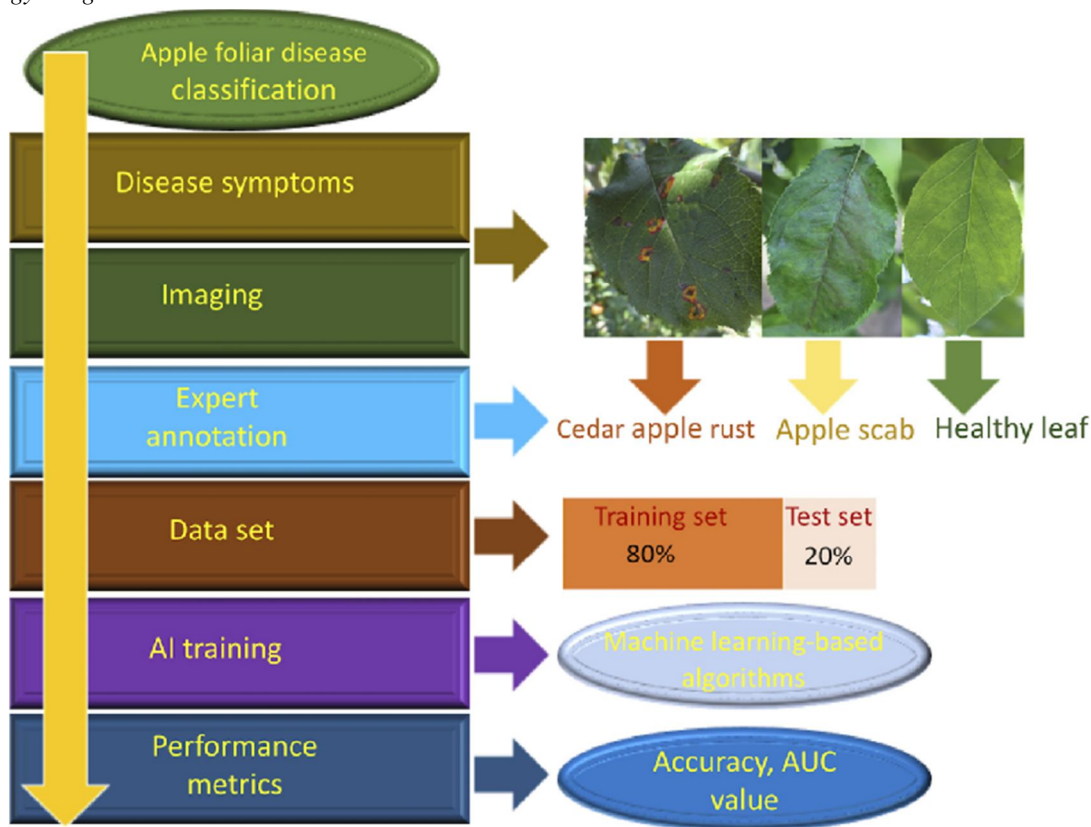 Apple foliar disease
classification
Disease symptoms
Imaging
Expert
annotation
Cedar apple rust
Apple scab
Healthy leaf
Data set
Training set
80%
Test set
20%
AI training
Machine learning-based
algorithms
Performance
metrics
Accuracy, AUC
value